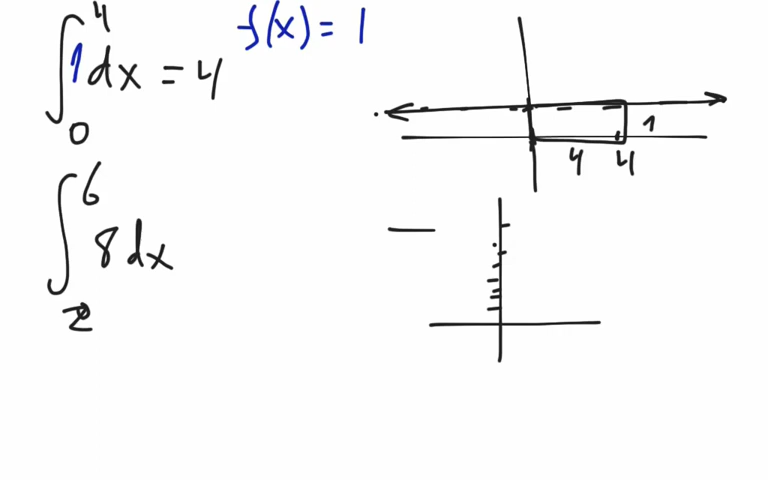 ∫₀⁴ 1 dx = 4
f(x) = 1
1
4 4
∫₂⁶ 8 dx